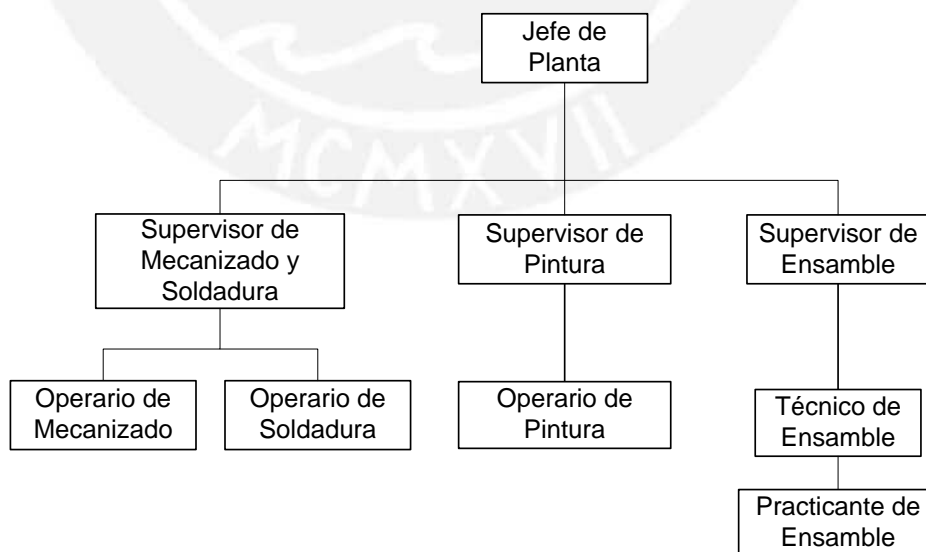 Jefe de
Planta
MCMXVII
Supervisor de
Mecanizado y
Soldadura
Supervisor de
Pintura
Supervisor de
Ensamble
Operario de
Mecanizado
Operario de
Soldadura
Operario de
Pintura
Técnico de
Ensamble
Practicante de
Ensamble